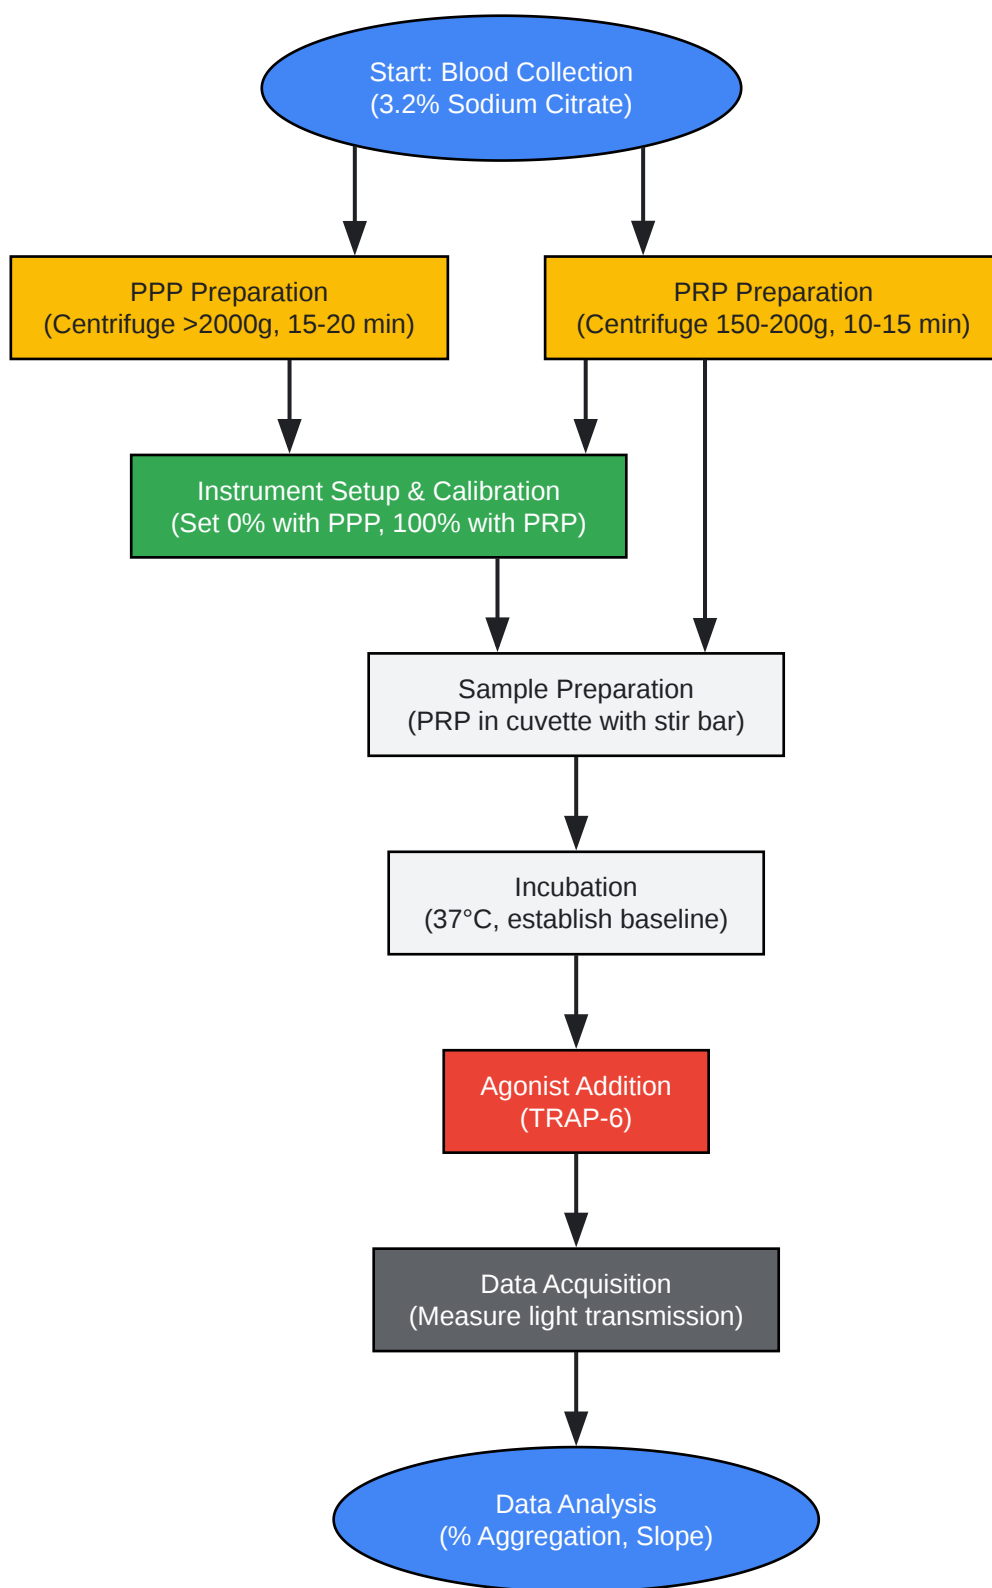 Start: Blood Collection
(3.2% Sodium Citrate)
PPP Preparation
(Centrifuge >2000g, 15-20 min)
PRP Preparation
(Centrifuge 150-200g, 10-15 min)
Instrument Setup & Calibration
(Set 0% with PPP, 100% with PRP)
Sample Preparation
(PRP in cuvette with stir bar)
Incubation
(37°C, establish baseline)
Agonist Addition
(TRAP-6)
Data Acquisition
(Measure light transmission)
Data Analysis
(% Aggregation, Slope)